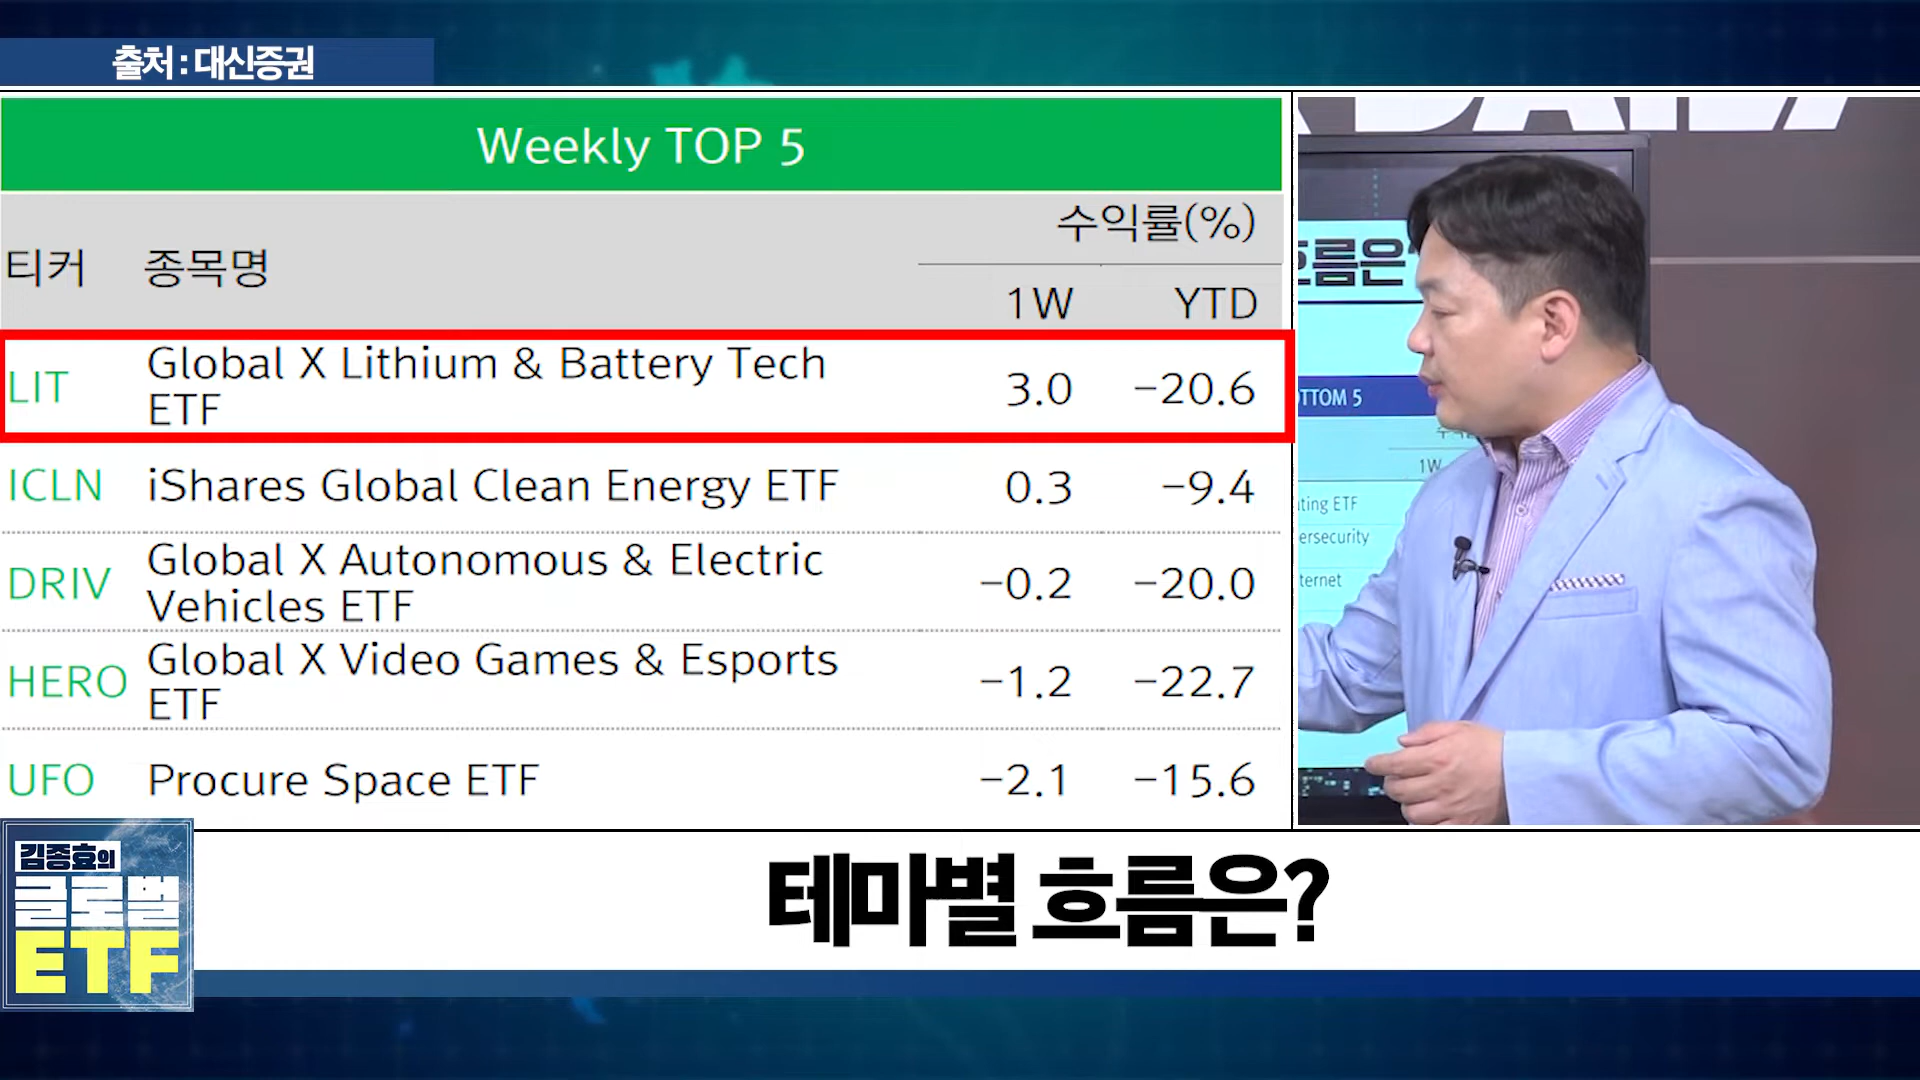 출처 : 대신증권
Weekly TOP 5
수익률(%)
티커 종목명
1W YTD
LIT Global X Lithium & Battery Tech ETF 3.0 -20.6
ICLN iShares Global Clean Energy ETF 0.3 -9.4
DRIV Global X Autonomous & Electric Vehicles ETF -0.2 -20.0
HERO Global X Video Games & Esports ETF -1.2 -22.7
UFO Procure Space ETF -2.1 -15.6
DAILY
흐름은?
TTOM 5
1W
ting ETF
ersecurity
ternet
김종효의
글로벌
ETF
테마별 흐름은?